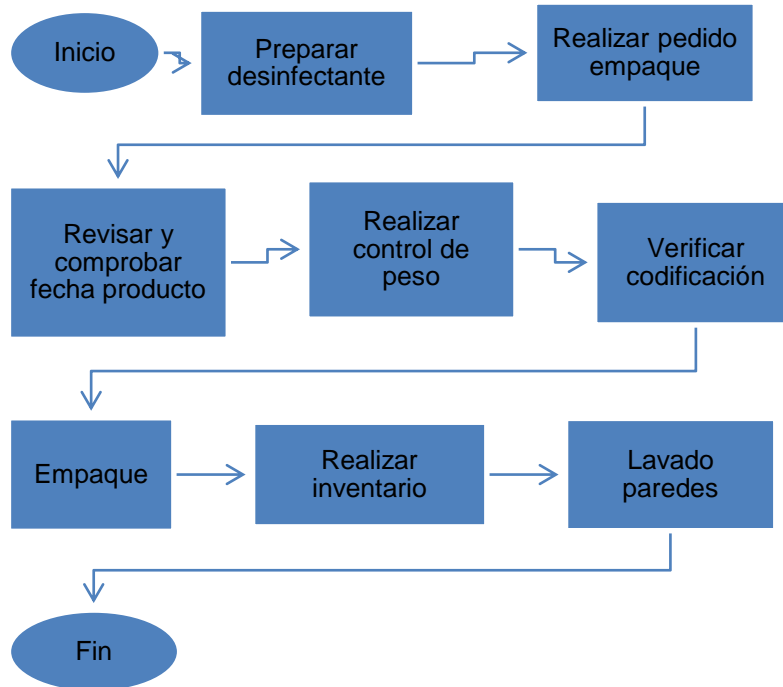 Inicio
Preparar
desinfectante
Realizar pedido
empaque
Revisar y
comprobar
fecha producto
Realizar
control de
peso
Verificar
codificación
Empaque
Realizar
inventario
Lavado
paredes
Fin